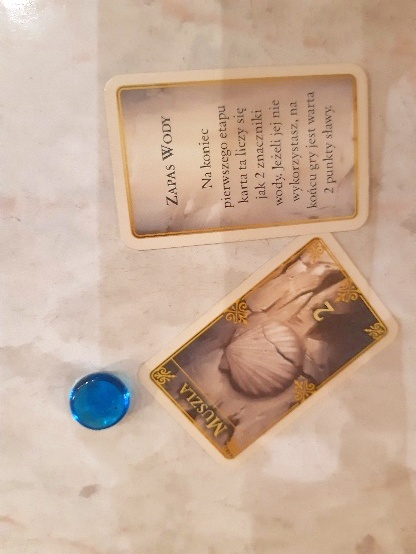 ZAPAS WODY
Na koniec
pierwszego etapu
karta ta liczy się
jak 2 znaczniki
wody. Jeżeli jej nie
wykorzystasz, na
końcu gry jest warta
2 punkty sławy.
MUSZLA
2